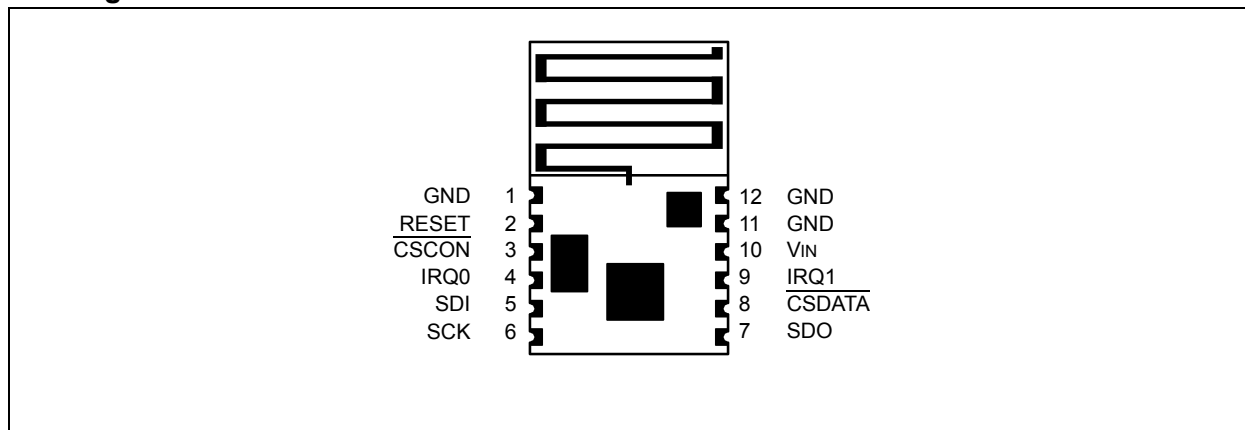 GND 1
RESET 2
CSCON 3
IRQ0 4
SDI 5
SCK 6
12 GND
11 GND
10 VIN
9 IRQ1
8 CSDATA
7 SDO